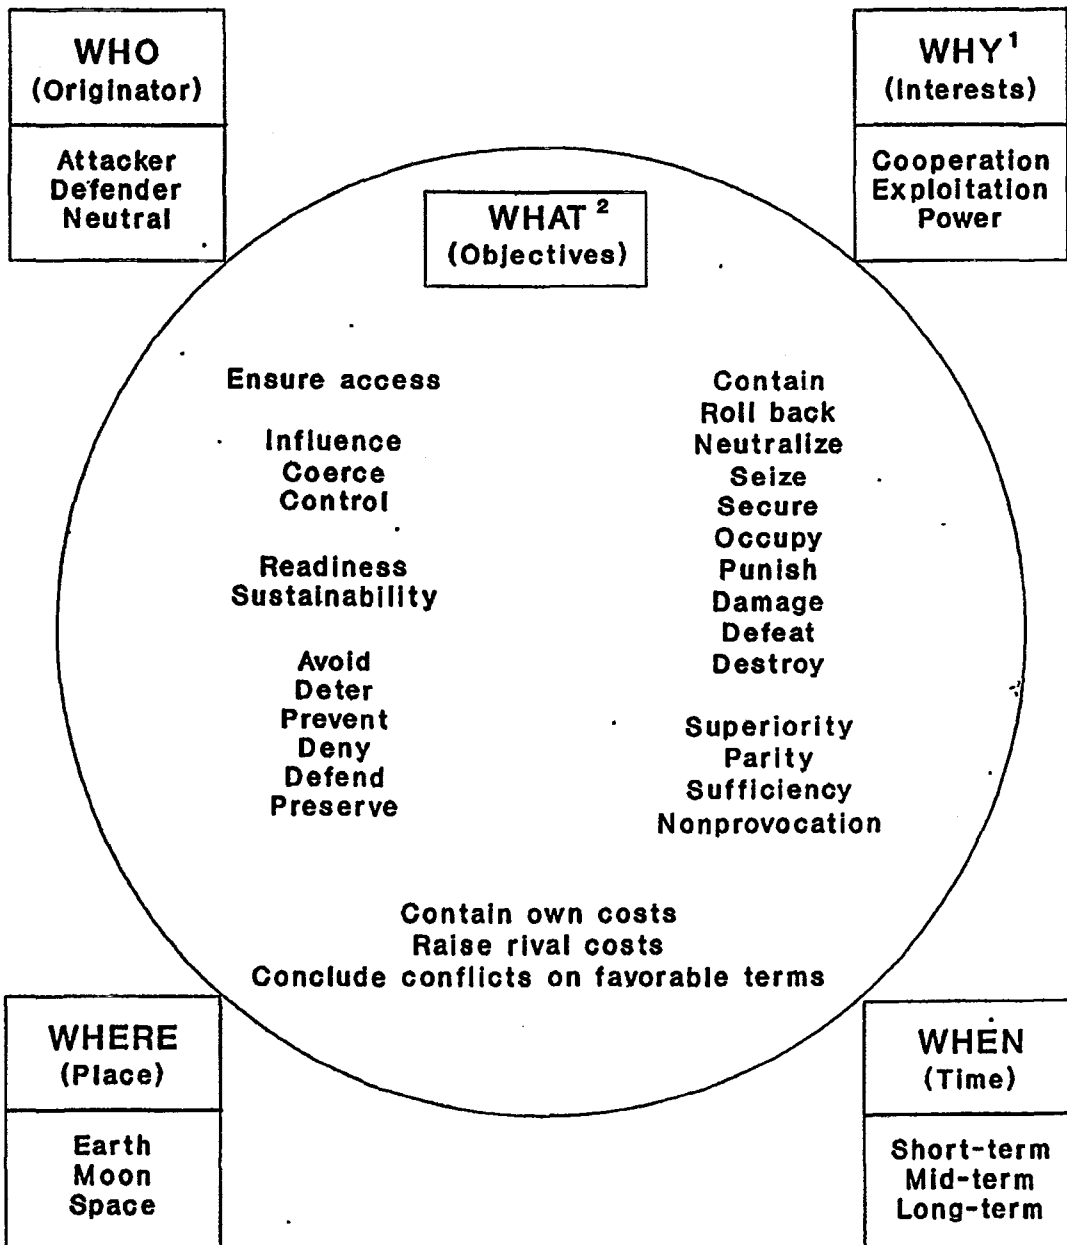 WHO
(Originator)
Attacker
Defender
Neutral
WHY¹
(Interests)
Cooperation
Exploitation
Power
WHAT²
(Objectives)
Ensure access
Influence
Coerce
Control
Readiness
Sustainability
Avoid
Deter
Prevent
Deny
Defend
Preserve
Contain
Roll back
Neutralize
Seize
Secure
Occupy
Punish
Damage
Defeat
Destroy
Superiority
Parity
Sufficiency
Nonprovocation
Contain own costs
Raise rival costs
Conclude conflicts on favorable terms
WHERE
(Place)
Earth
Moon
Space
WHEN
(Time)
Short-term
Mid-term
Long-term